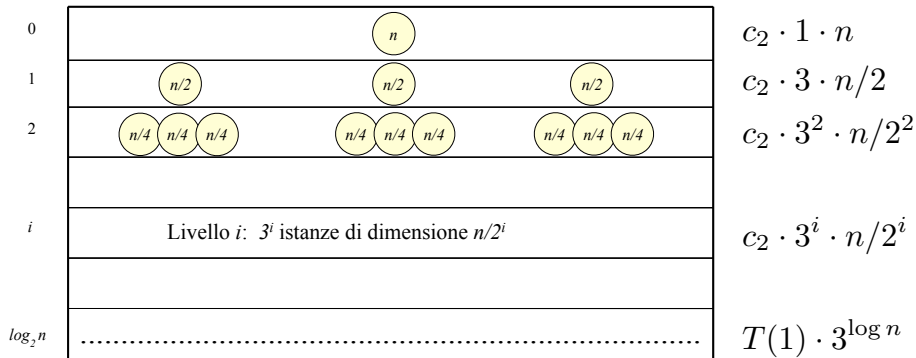 0 n c₂ · 1 · n
1 n/2 n/2 n/2 c₂ · 3 · n/2
2 n/4 n/4 n/4 n/4 n/4 n/4 n/4 n/4 n/4 c₂ · 3² · n/2²
i Livello i: 3ⁱ istanze di dimensione n/2ⁱ c₂ · 3ⁱ · n/2ⁱ
log₂ n ........................................................ T(1) · 3^{log n}